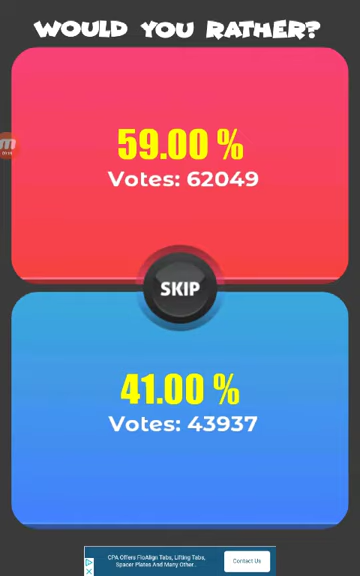 WOULD YOU RATHER?
59.00 %
Votes: 62049
SKIP
41.00 %
Votes: 43937
CPA Offers FloAlign Tabs, Lifting Tabs,
Spacer Plates And Many Other..
Contact Us